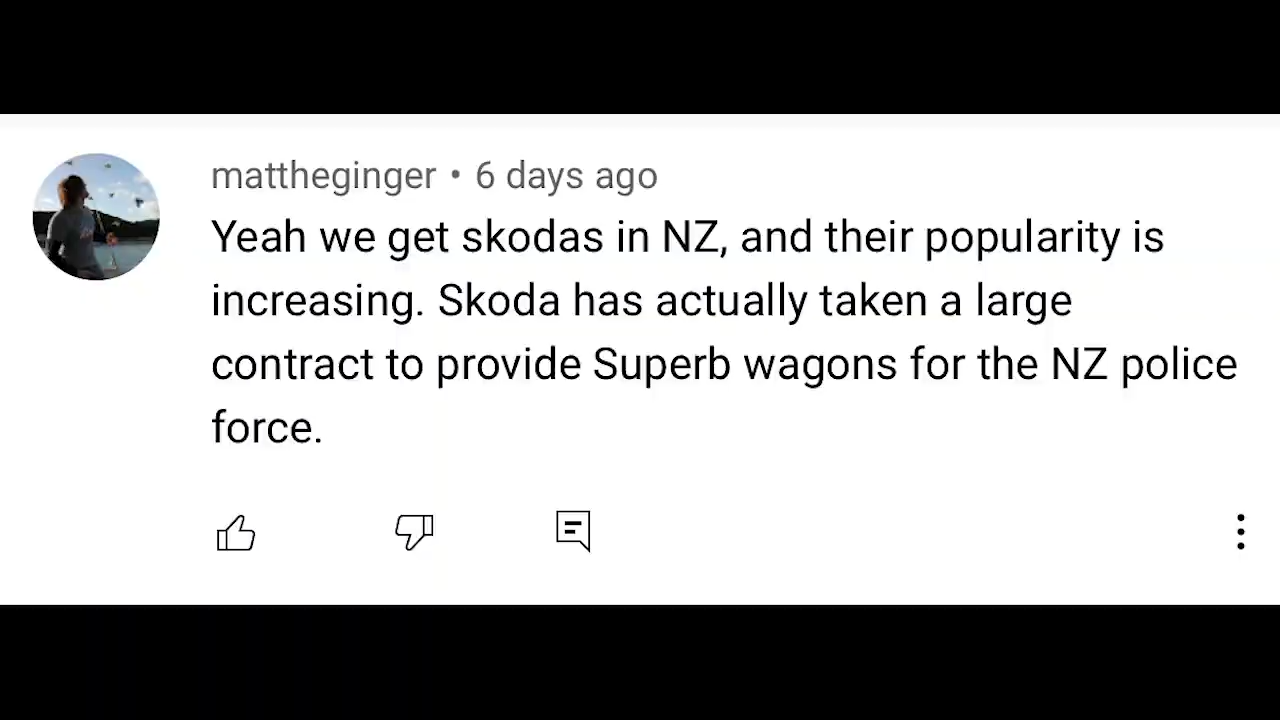 mattheginger • 6 days ago
Yeah we get skodas in NZ, and their popularity is
increasing. Skoda has actually taken a large
contract to provide Superb wagons for the NZ police
force.